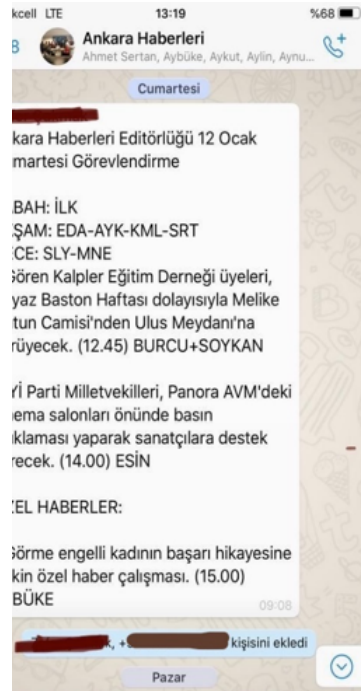 kcell LTE 13:19 %68
8 Ankara Haberleri
Ahmet Sertan, Aybüke, Aykut, Aylin, Aynu...
Cumartesi
kara Haberleri Editörlüğü 12 Ocak
martesi Görevlendirme
BAH: İLK
ŞAM: EDA-AYK-KML-SRT
CE: SLY-MNE
Gören Kalpler Eğitim Derneği üyeleri,
yaz Baston Haftası dolayısıyla Melike
tun Camisi'nden Ulus Meydanı'na
rüyecek. (12.45) BURCU+SOYKAN
Yİ Parti Milletvekilleri, Panora AVM'deki
ema salonları önünde basın
ıklaması yaparak sanatçılara destek
recek. (14.00) ESİN
EL HABERLER:
Görme engelli kadının başarı hikayesine
kin özel haber çalışması. (15.00)
BÜKE
09:08
kişisini ekledi
Pazar